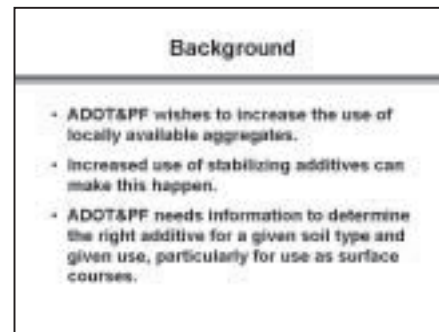 Background
• ADOT&PF wishes to increase the use of
locally available aggregates.
• Increased use of stabilizing additives can
make this happen.
• ADOT&PF needs information to determine
the right additive for a given soil type and
given use, particularly for use as surface
courses.